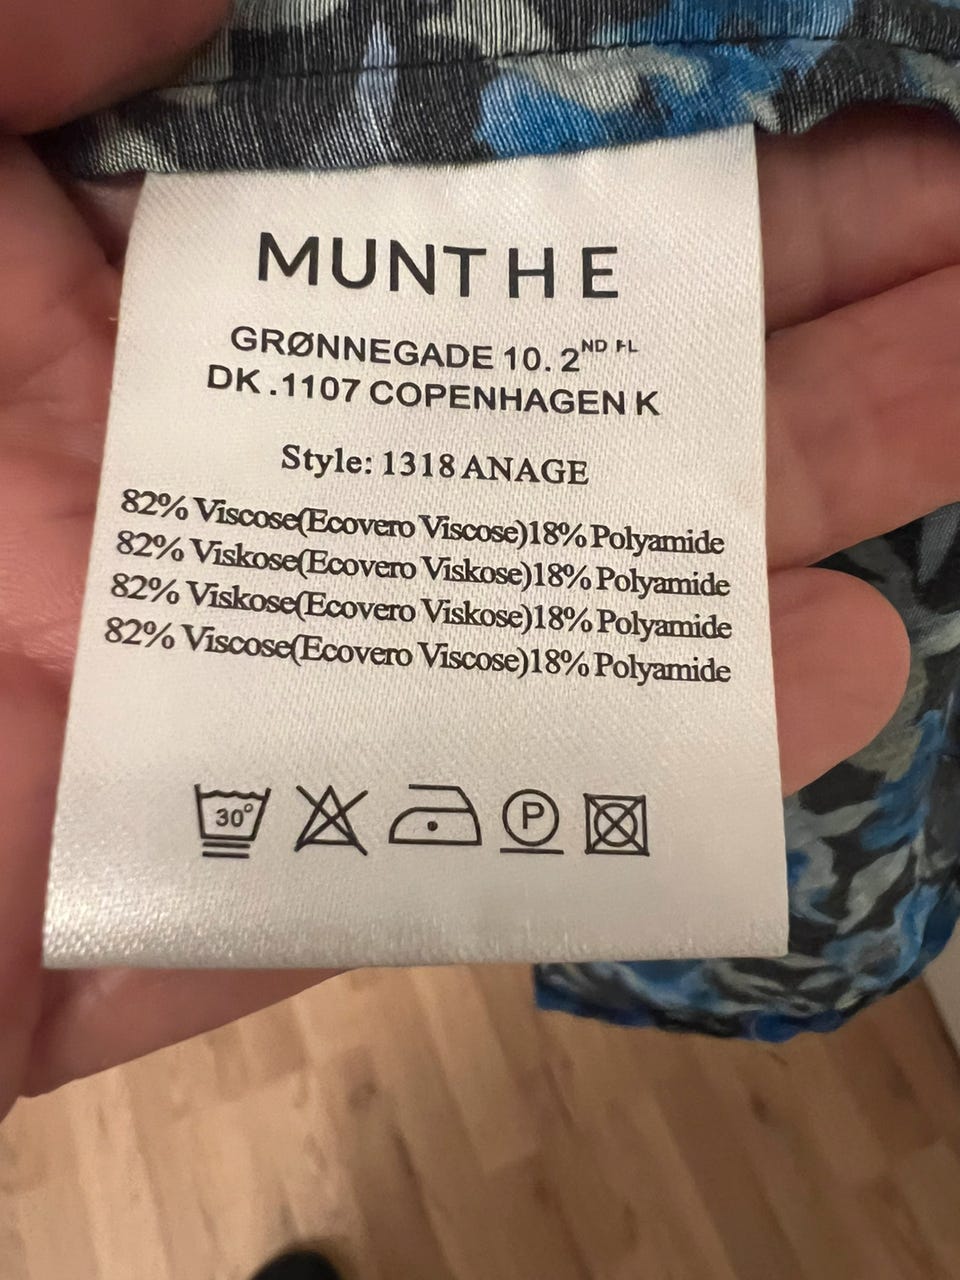 MUNTHE
GRØNNEGADE 10. 2ND FL
DK .1107 COPENHAGEN K
Style: 1318 ANAGE
82% Viscose(Ecovero Viscose)18% Polyamide
82% Viskose(Ecovero Viskose)18% Polyamide
82% Viskose(Ecovero Viskose)18% Polyamide
82% Viscose(Ecovero Viscose)18% Polyamide
30° P